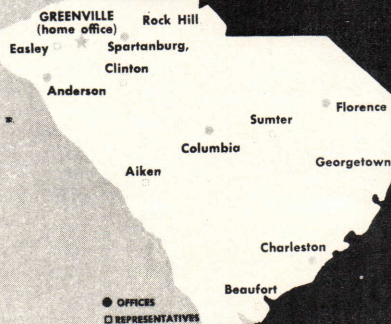 GREENVILLE
(home office)
Rock Hill
Easley
Spartanburg,
Clinton
Anderson
Florence
Sumter
Columbia
Georgetown
Aiken
Charleston
Beaufort
OFFICES
REPRESENTATIVES